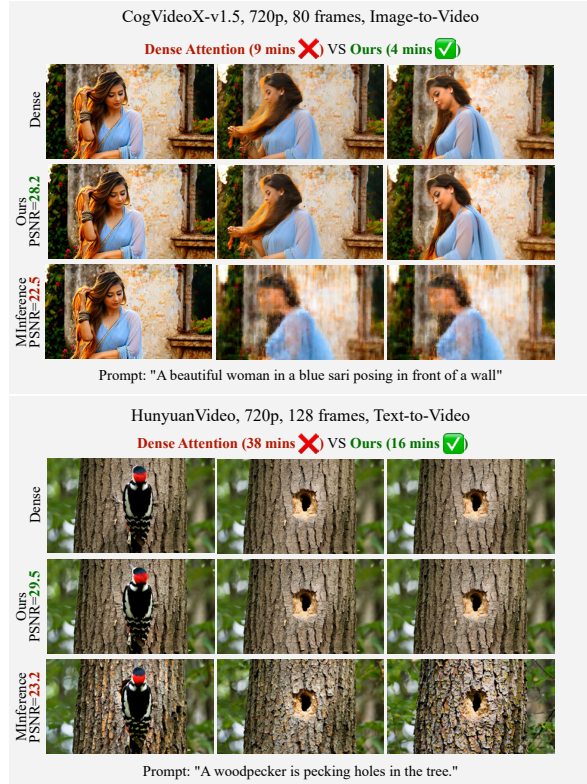 CogVideoX-v1.5, 720p, 80 frames, Image-to-Video
Dense Attention (9 mins ❌) VS Ours (4 mins ✅)
Dense
Ours
PSNR=28.2
MInference
PSNR=22.5
Prompt: "A beautiful woman in a blue sari posing in front of a wall"
HunyuanVideo, 720p, 128 frames, Text-to-Video
Dense Attention (38 mins ❌) VS Ours (16 mins ✅)
Dense
Ours
PSNR=29.5
MInference
PSNR=23.2
Prompt: "A woodpecker is pecking holes in the tree."